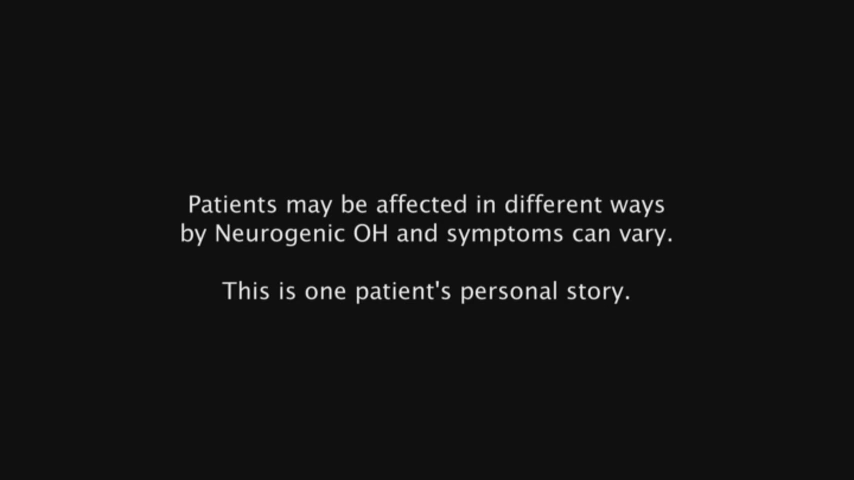 Patients may be affected in different ways
by Neurogenic OH and symptoms can vary.
This is one patient's personal story.